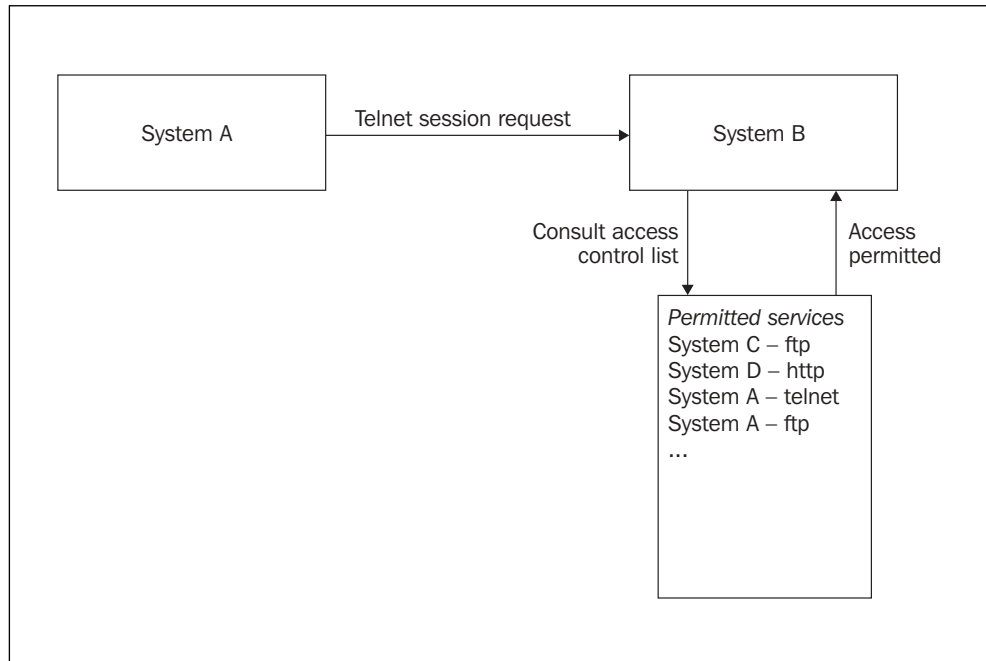 System A
Telnet session request
System B
Consult access
control list
Access
permitted
Permitted services
System C – ftp
System D – http
System A – telnet
System A – ftp
...